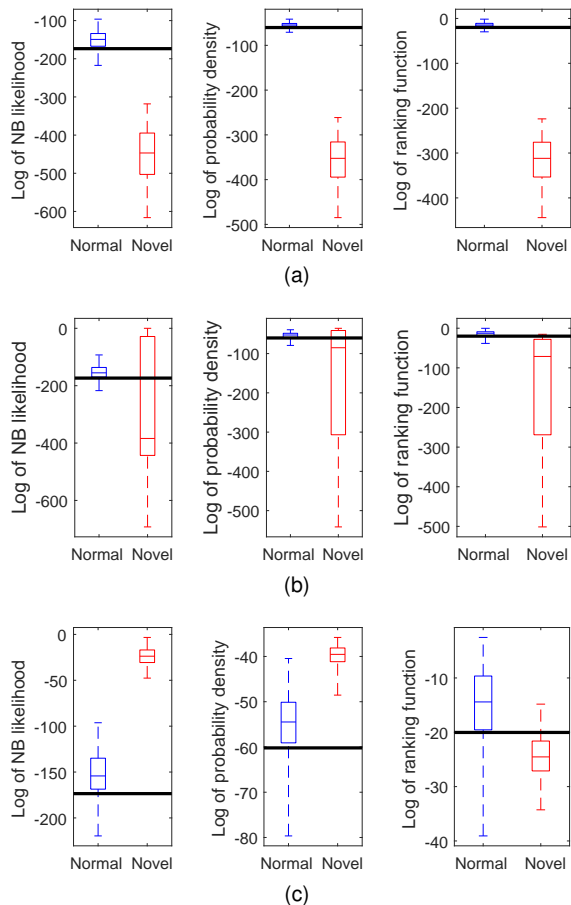 Log of NB likelihood
-100
-200
-300
-400
-500
-600
Normal Novel
Log of probability density
-100
-200
-300
-400
-500
Normal Novel
Log of ranking function
0
-100
-200
-300
-400
Normal Novel
(a)
Log of NB likelihood
0
-200
-400
-600
Normal Novel
Log of probability density
-100
-200
-300
-400
-500
Normal Novel
Log of ranking function
0
-100
-200
-300
-400
-500
Normal Novel
(b)
Log of NB likelihood
0
-50
-100
-150
-200
Normal Novel
Log of probability density
-40
-50
-60
-70
-80
Normal Novel
Log of ranking function
-10
-20
-30
-40
Normal Novel
(c)